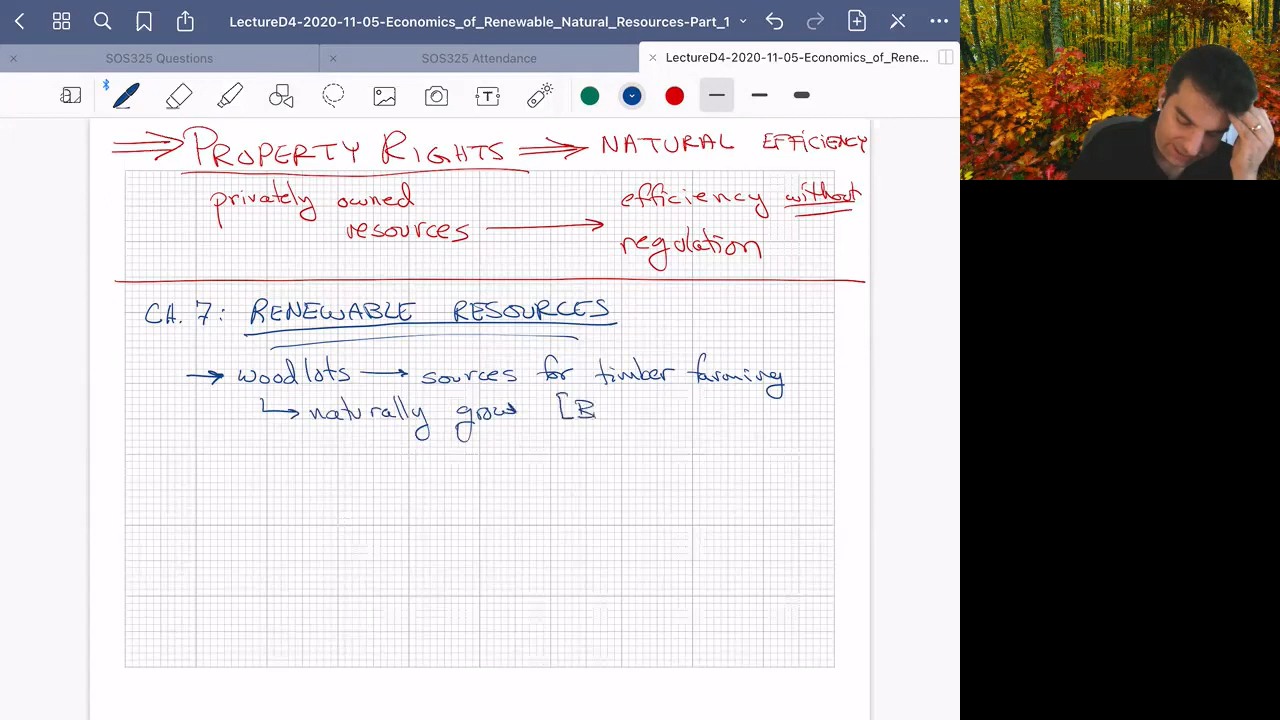 LectureD4-2020-11-05-Economics_of_Renewable_Natural_Resources-Part_1
SOS325 Questions
SOS325 Attendance
LectureD4-2020-11-05-Economics_of_Rene...
T
⇒ PROPERTY RIGHTS ⇒ NATURAL EFFICIENCY
privately owned resources → efficiency without regulation
CH. 7: RENEWABLE RESOURCES
→ woodlots → sources for timber farming
↳ naturally grow [B